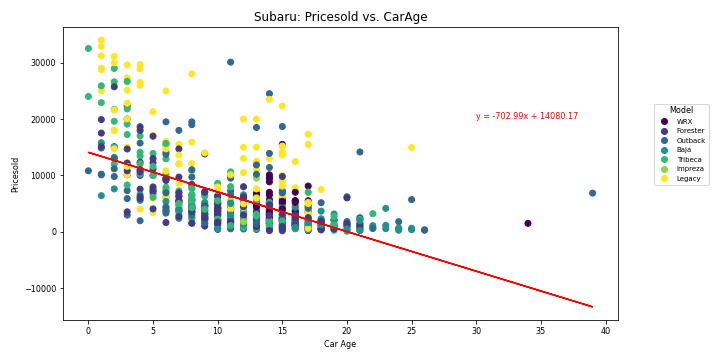 Subaru: Pricesold vs. CarAge
Pricesold
30000
20000
10000
0
−10000
y = -702.99x + 14080.17
Model
WRX
Forester
Outback
Baja
Tribeca
Impreza
Legacy
0 5 10 15 20 25 30 35 40
Car Age